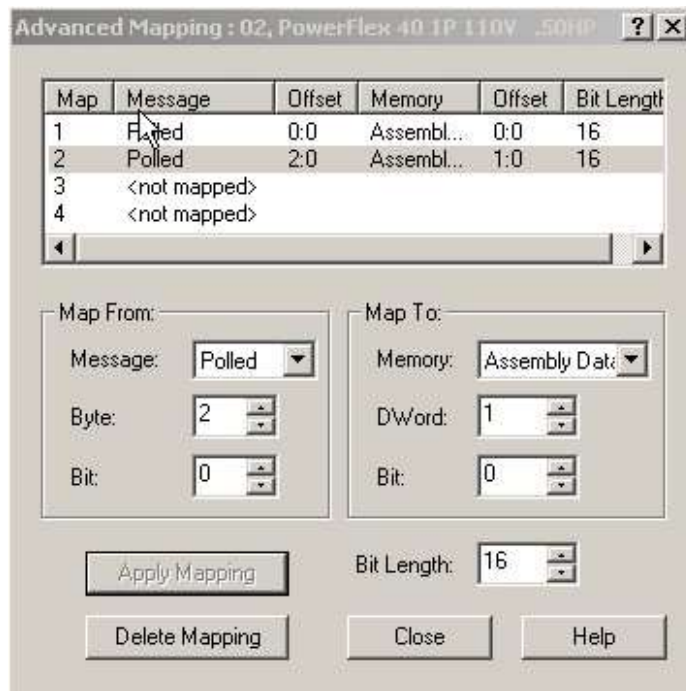 Advanced Mapping : 02, PowerFlex 40 1P 110V .50HP
Map Message Offset Memory Offset Bit Length
1 Polled 0:0 Assembl... 0:0 16
2 Polled 2:0 Assembl... 1:0 16
3 <not mapped>
4 <not mapped>
Map From:
Message: Polled
Byte: 2
Bit: 0
Map To:
Memory: Assembly Data
DWord: 1
Bit: 0
Apply Mapping
Bit Length: 16
Delete Mapping
Close
Help